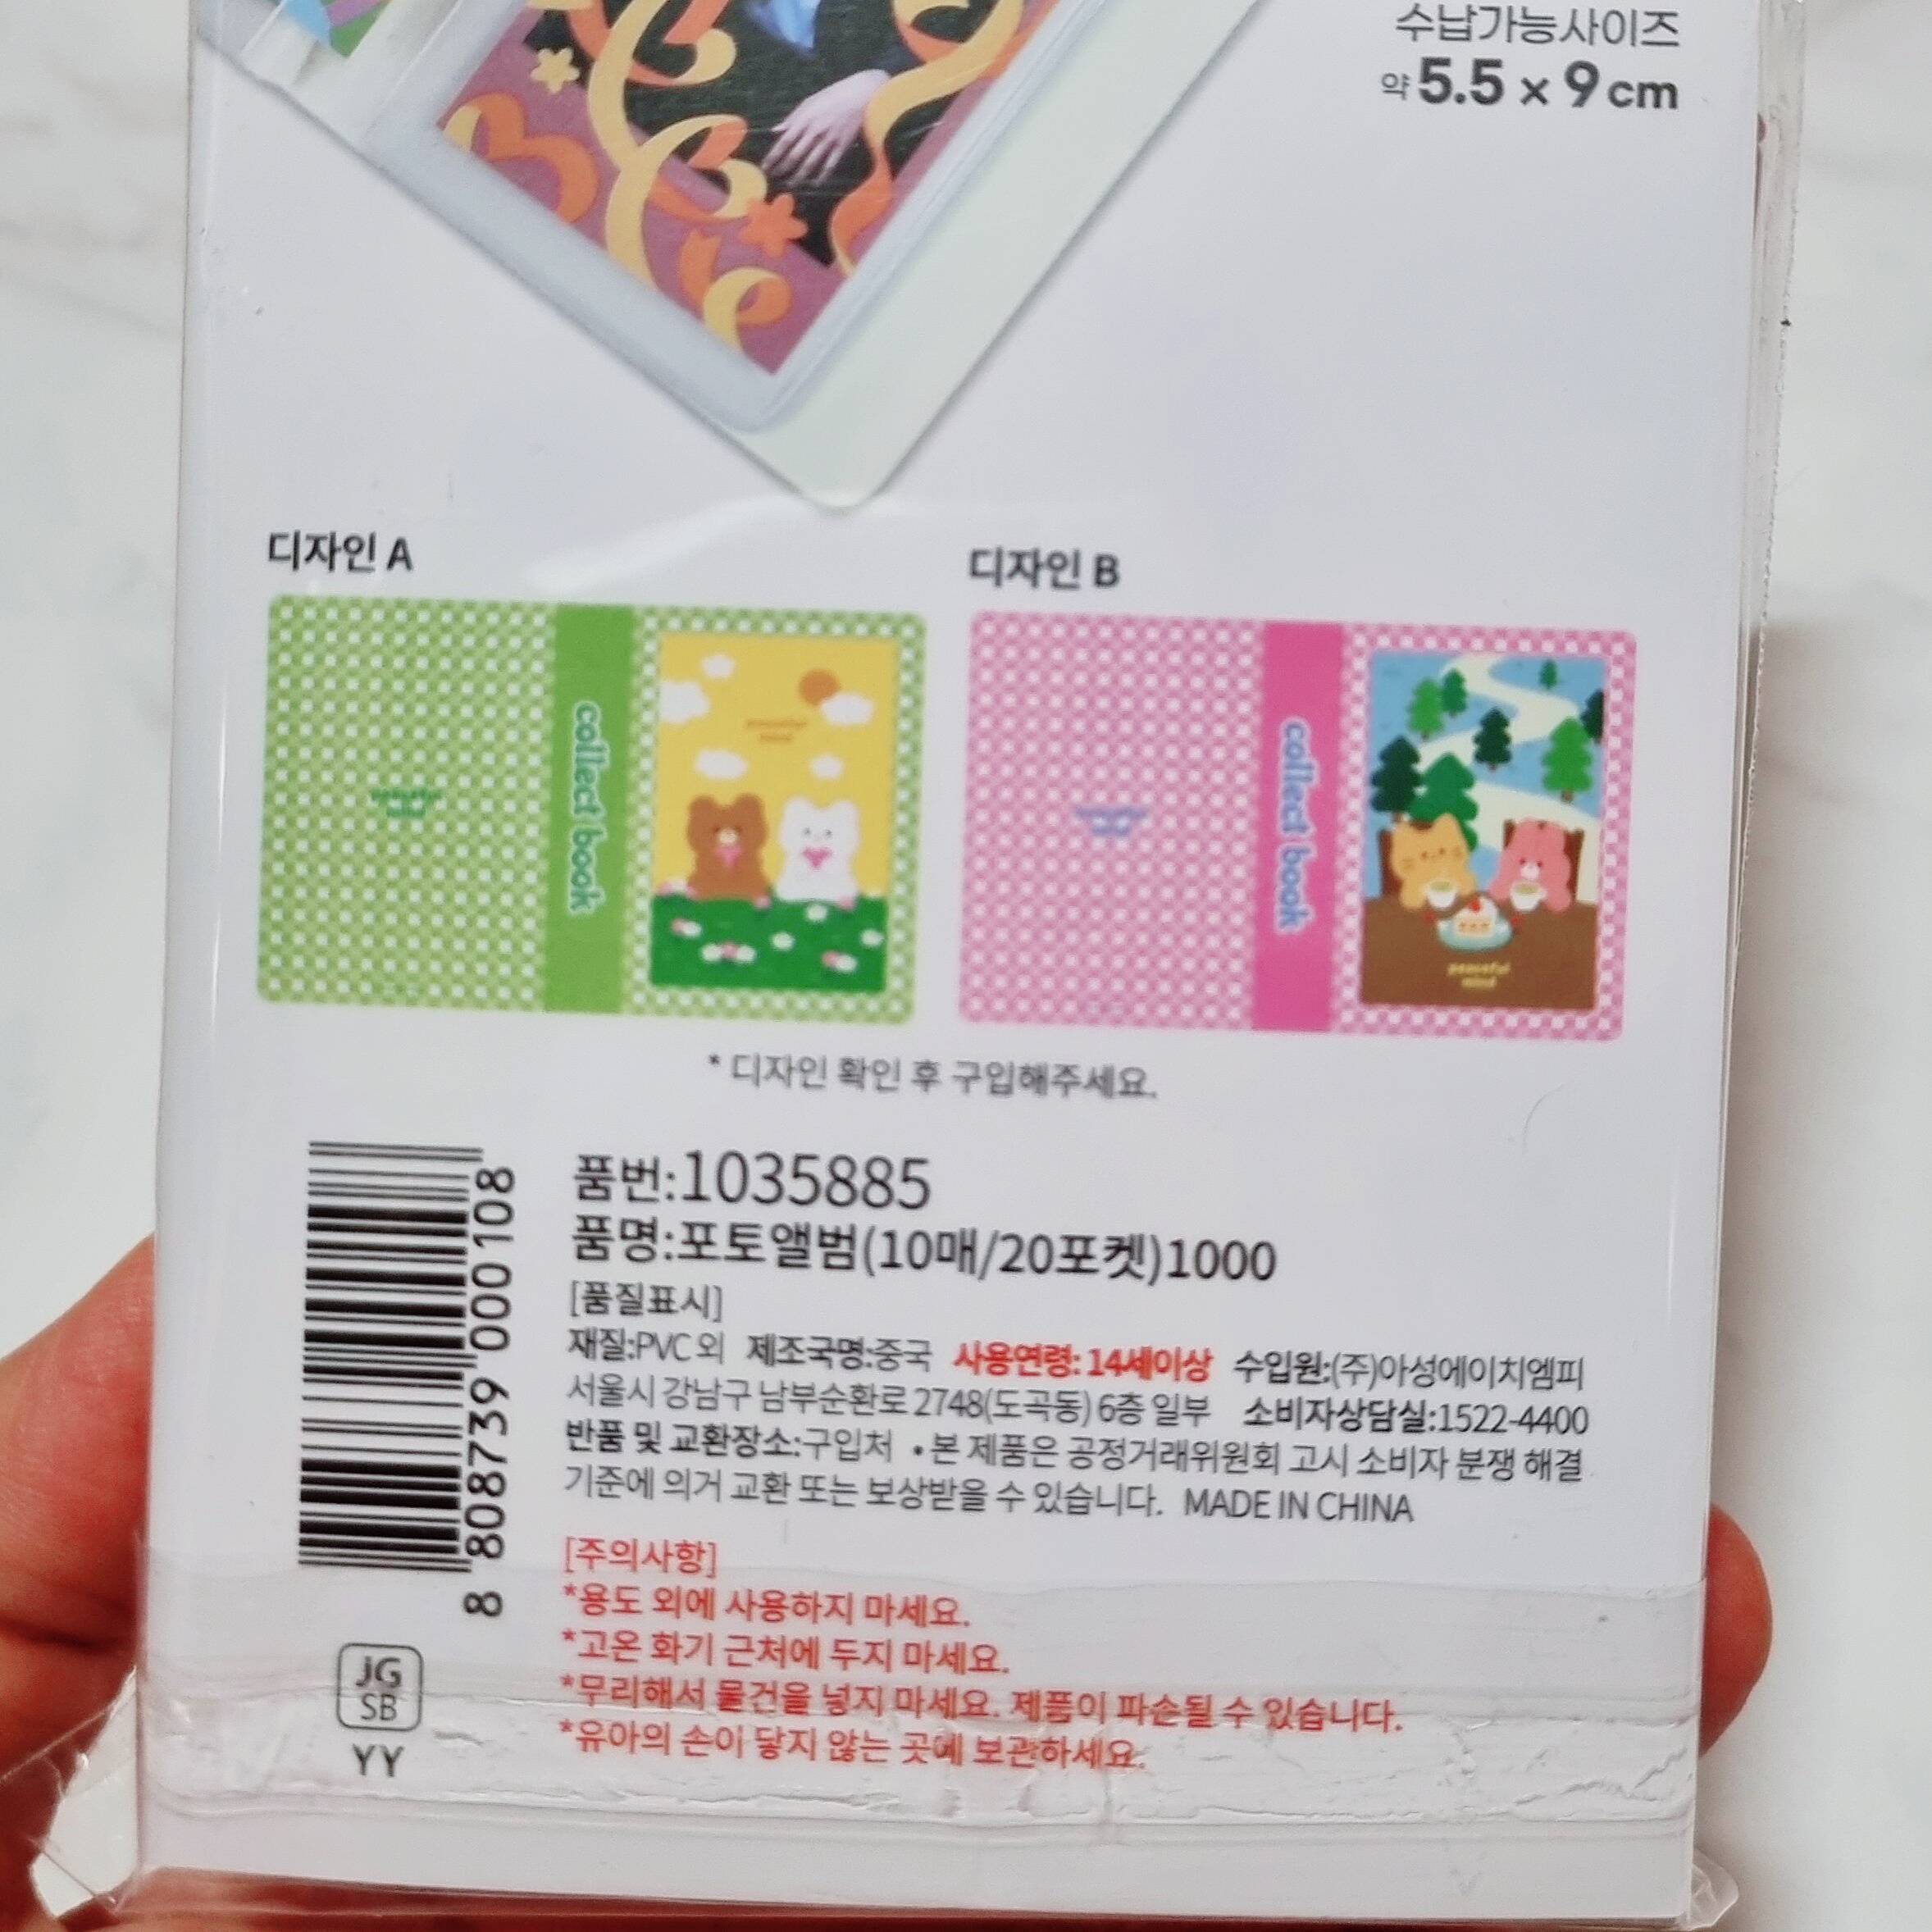 수납가능사이즈
약 5.5 × 9 cm
디자인 A
디자인 B
collect book
peaceful
mind
collect book
peaceful
mind
* 디자인 확인 후 구입해주세요.
8 808739 000108
품번:1035885
품명:포토앨범(10매/20포켓)1000
[품질표시]
재질:PVC 외 제조국명:중국 사용연령: 14세이상 수입원:(주)아성에이치엠피
서울시 강남구 남부순환로 2748(도곡동) 6층 일부 소비자상담실:1522-4400
반품 및 교환장소:구입처 • 본 제품은 공정거래위원회 고시 소비자 분쟁 해결
기준에 의거 교환 또는 보상받을 수 있습니다. MADE IN CHINA
[주의사항]
*용도 외에 사용하지 마세요.
*고온 화기 근처에 두지 마세요.
*무리해서 물건을 넣지 마세요. 제품이 파손될 수 있습니다.
*유아의 손이 닿지 않는 곳에 보관하세요.
JG
SB
YY